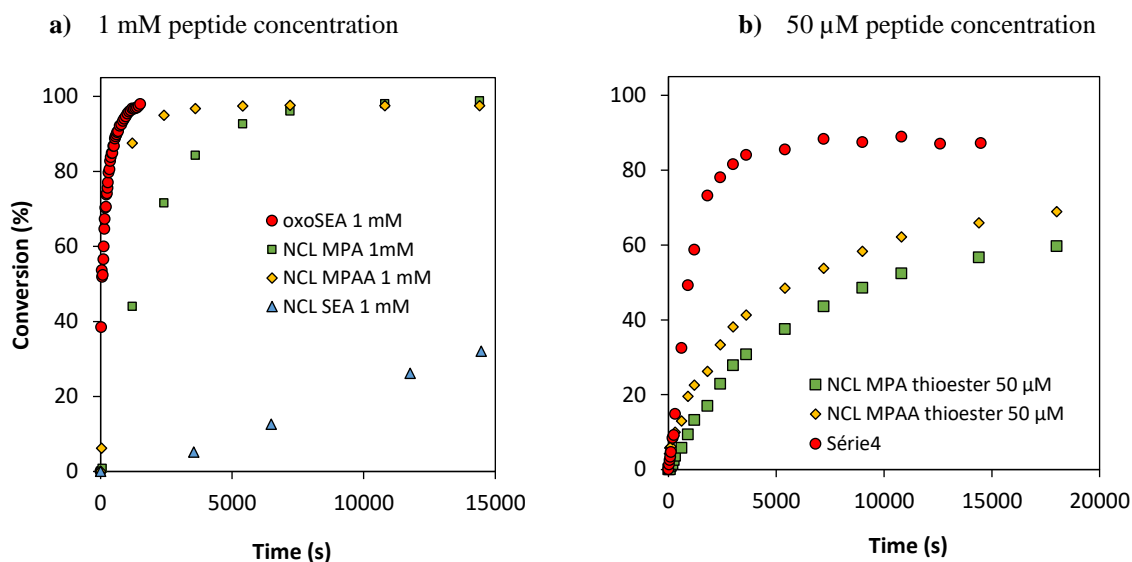 a) 1 mM peptide concentration
b) 50 µM peptide concentration
Conversion (%)
100
80
60
40
20
0
oxoSEA 1 mM
NCL MPA 1mM
NCL MPAA 1 mM
NCL SEA 1 mM
0
5000
10000
15000
Time (s)
100
80
60
40
20
0
NCL MPA thioester 50 µM
NCL MPAA thioester 50 µM
Série4
0
5000
10000
15000
20000
Time (s)